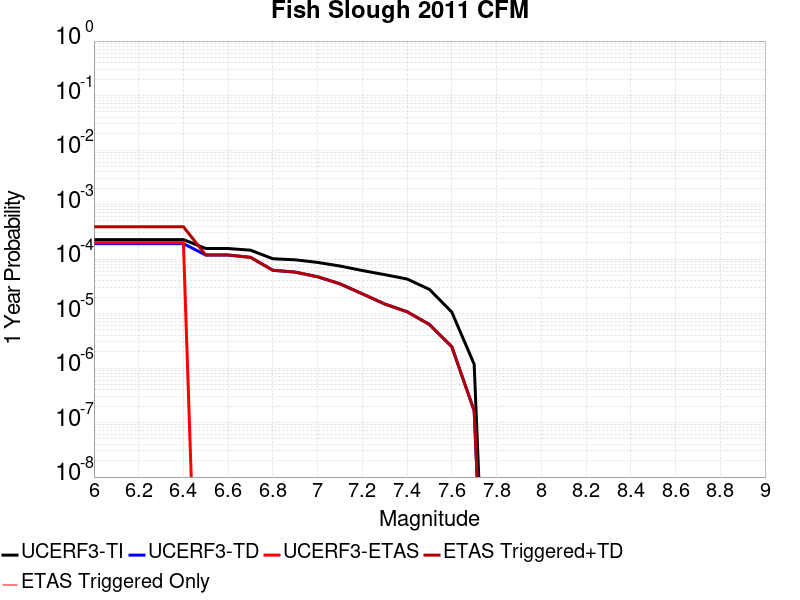 Fish Slough 2011 CFM
1 Year Probability
10^0
10^-1
10^-2
10^-3
10^-4
10^-5
10^-6
10^-7
10^-8
6 6.2 6.4 6.6 6.8 7 7.2 7.4 7.6 7.8 8 8.2 8.4 8.6 8.8 9
Magnitude
UCERF3-TI UCERF3-TD UCERF3-ETAS ETAS Triggered+TD
ETAS Triggered Only